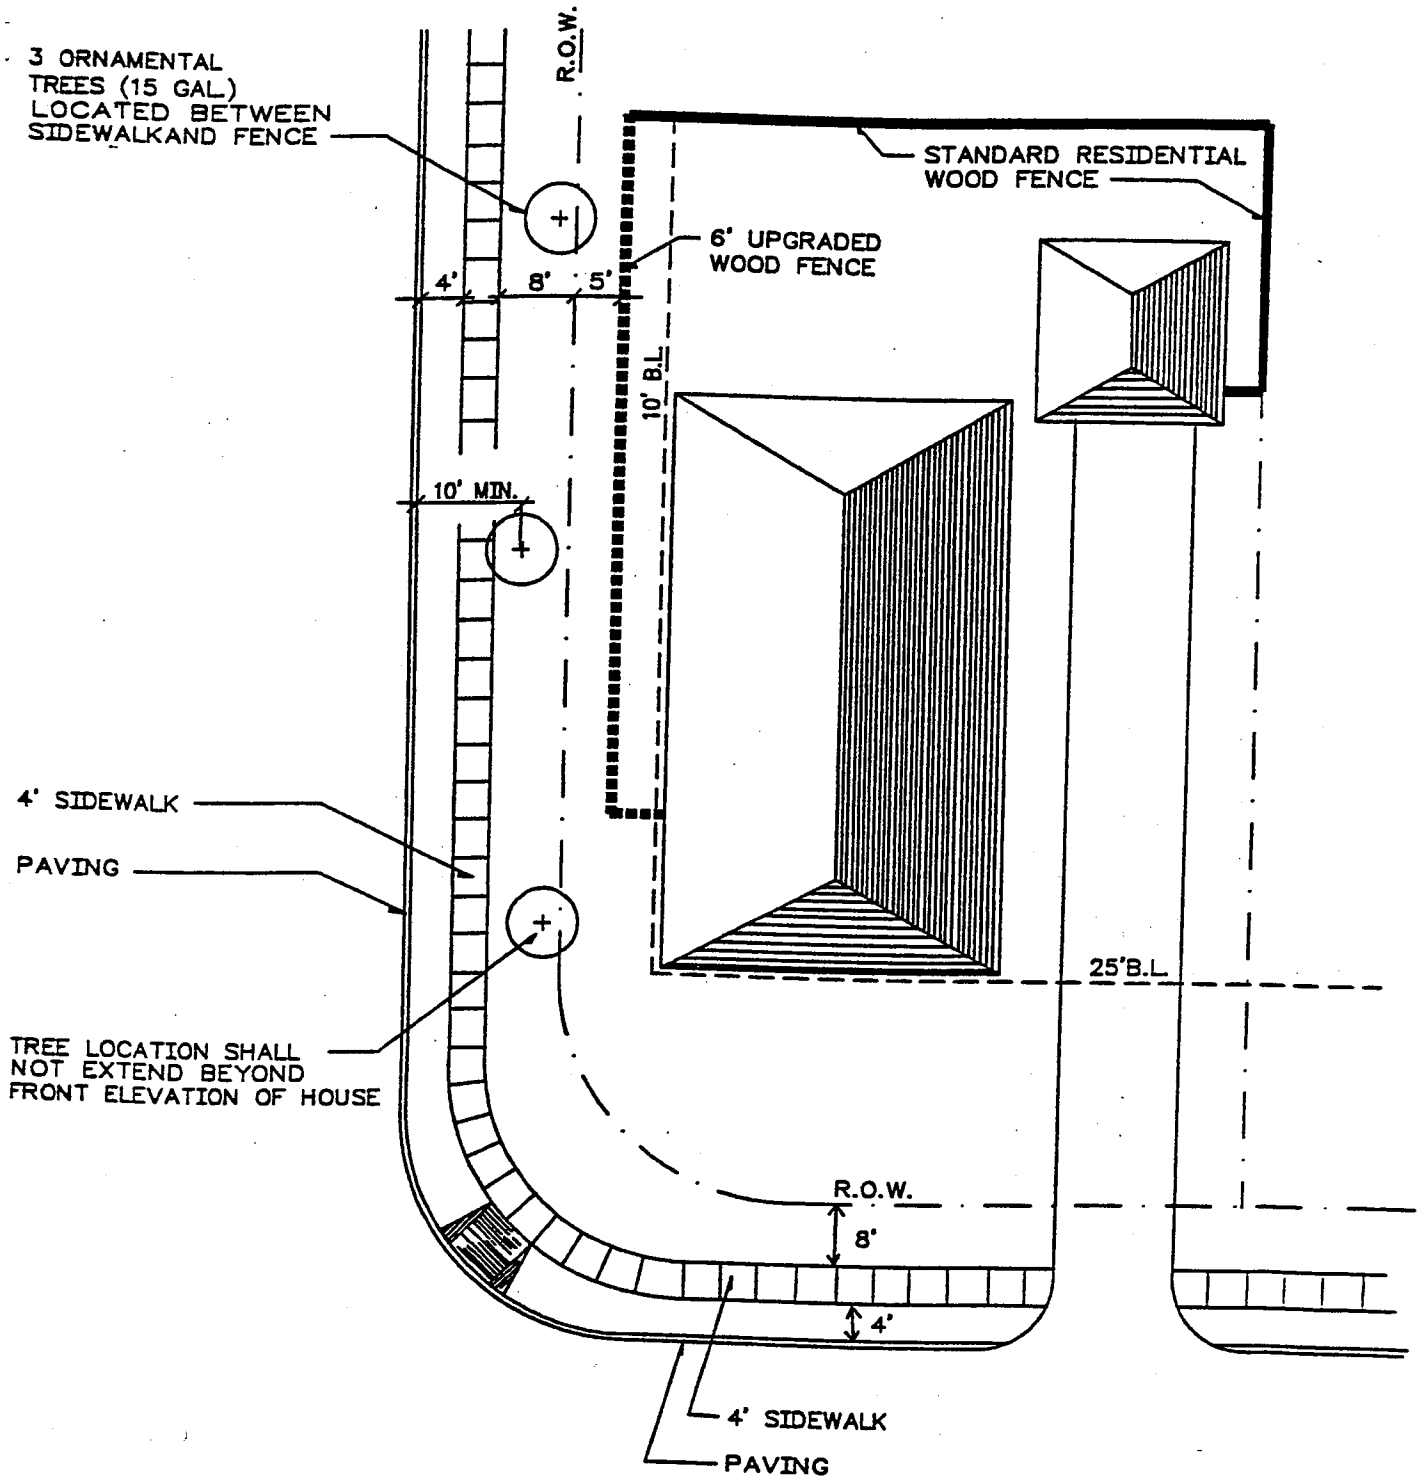 R.O.W.
3 ORNAMENTAL
TREES (15 GAL.)
LOCATED BETWEEN
SIDEWALKAND FENCE
STANDARD RESIDENTIAL
WOOD FENCE
6' UPGRADED
WOOD FENCE
4'
8'
5'
10' B.L.
10' MIN.
4' SIDEWALK
PAVING
25'B.L.
TREE LOCATION SHALL
NOT EXTEND BEYOND
FRONT ELEVATION OF HOUSE
R.O.W.
8'
4'
4' SIDEWALK
PAVING